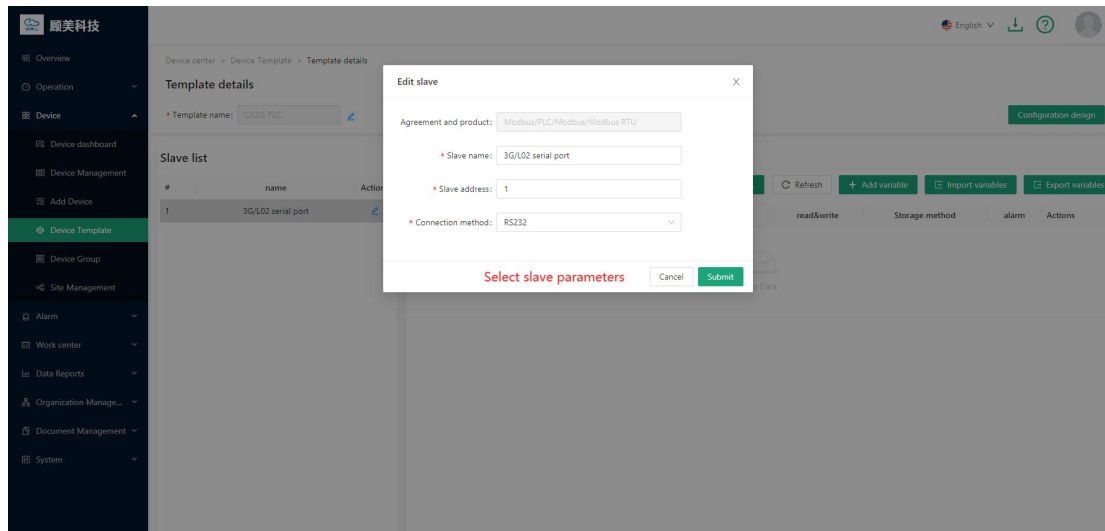 顾美科技
English
Overview
Operation
Device
Device dashboard
Device Management
Add Device
Device Template
Device Group
Site Management
Alarm
Work center
Data Reports
Organization Manage...
Document Management
System
Device center > Device Template > Template details
Template details
* Template name: CX3G PLC
Configuration design
Slave list
# name Action
1 3G/L02 serial port
Refresh + Add variable Import variables Export variables
read&write Storage method alarm Actions
Data
Edit slave
Agreement and product: Modbus/PLC/Modbus/Modbus RTU
* Slave name: 3G/L02 serial port
* Slave address: 1
* Connection method: RS232
Select slave parameters
Cancel Submit